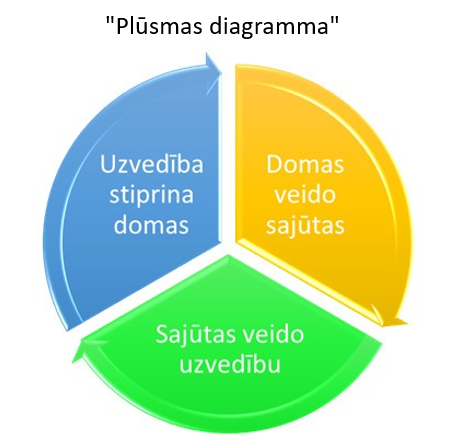 "Plūsmas diagramma"
Uzvedība
stiprina
domas
Domas
veido
sajūtas
Sajūtas veido
uzvedību